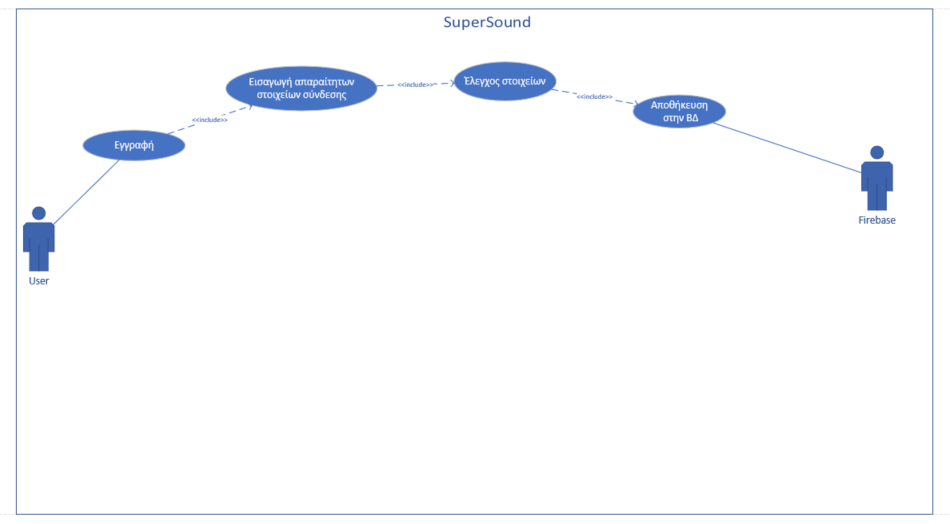 SuperSound
Εισαγωγή απαραίτητων
στοιχείων σύνδεσης
<<include>>
Έλεγχος στοιχείων
<<include>>
Αποθήκευση
στην ΒΔ
<<include>>
Εγγραφή
Firebase
User